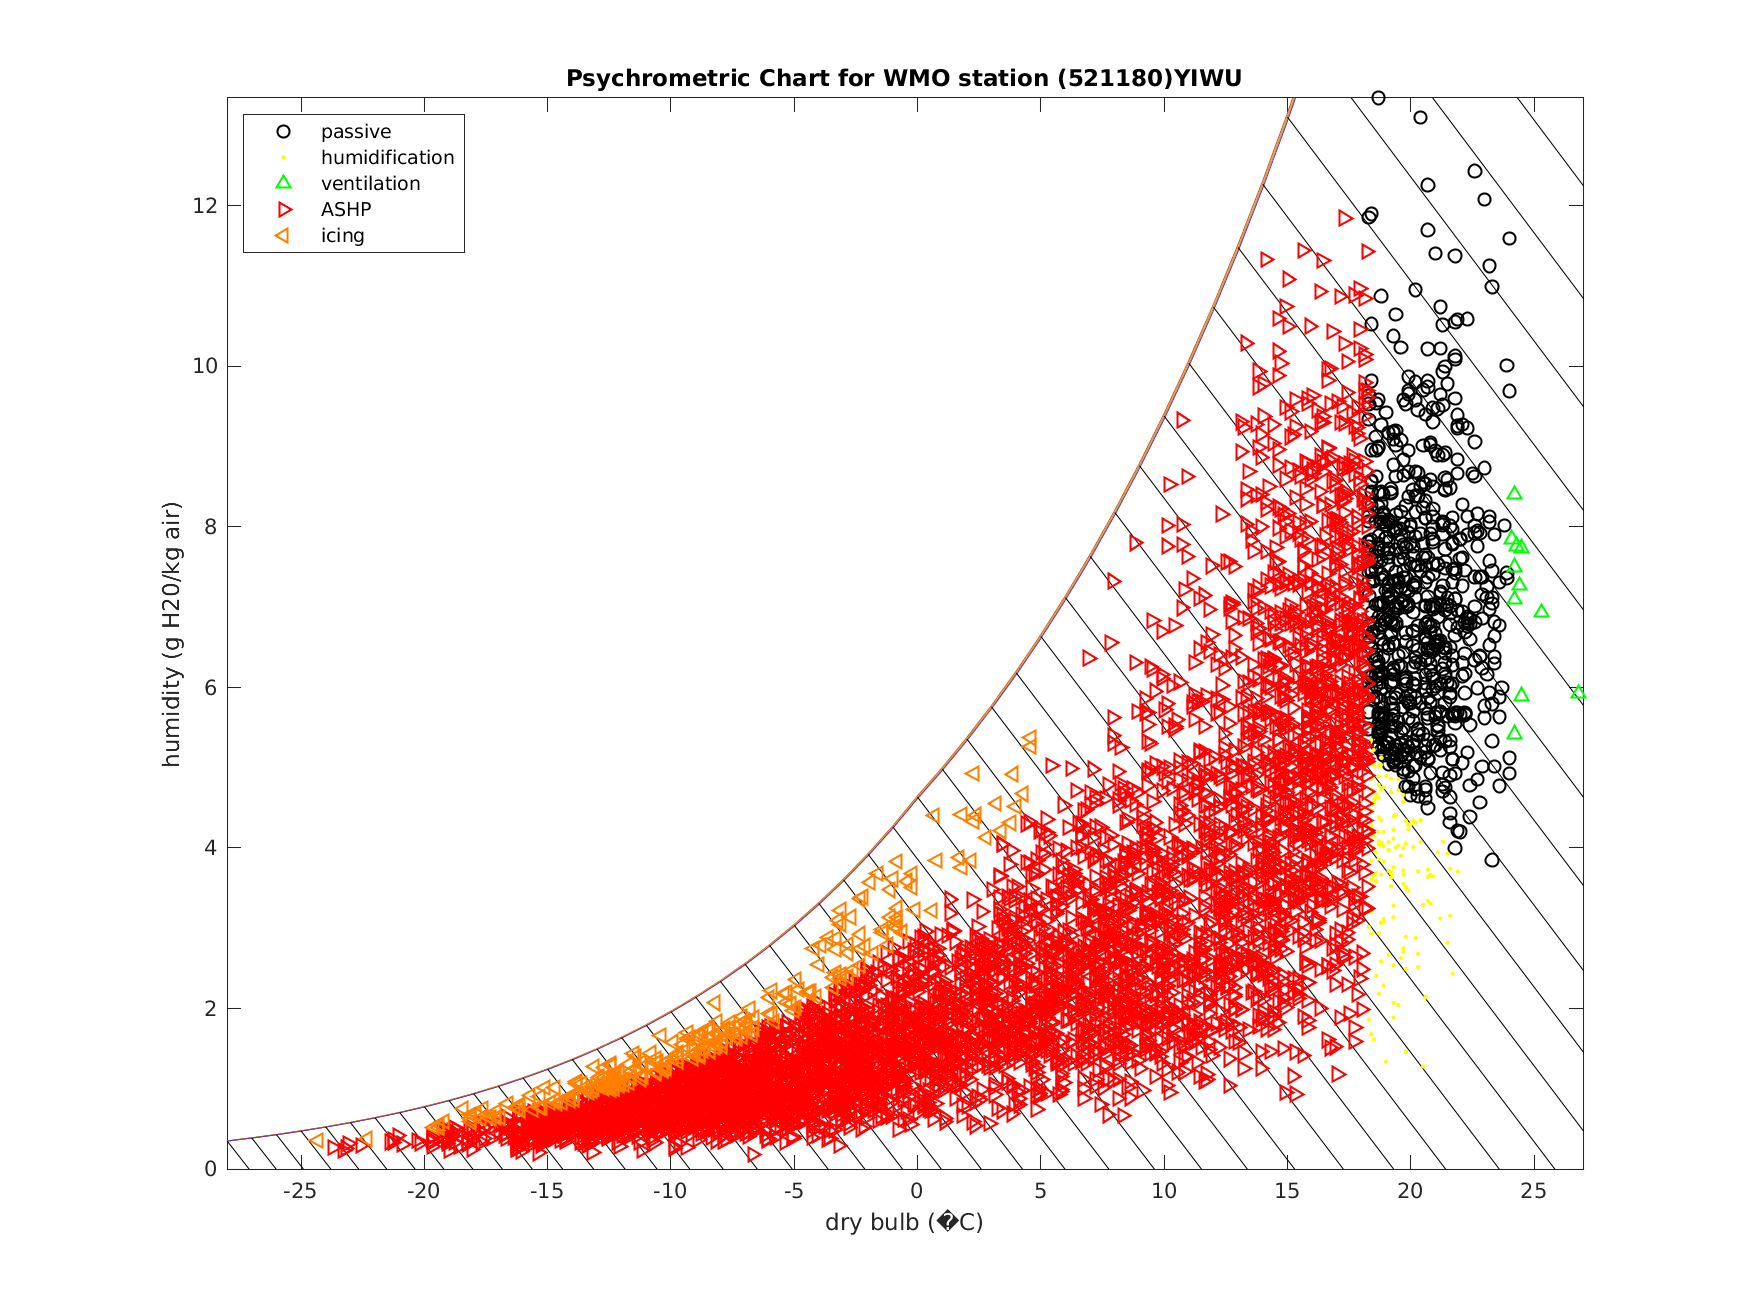 Psychrometric Chart for WMO station (521180)YIWU
passive
humidification
ventilation
ASHP
icing
humidity (g H20/kg air)
12
10
8
6
4
2
0
-25 -20 -15 -10 -5 0 5 10 15 20 25
dry bulb (�C)